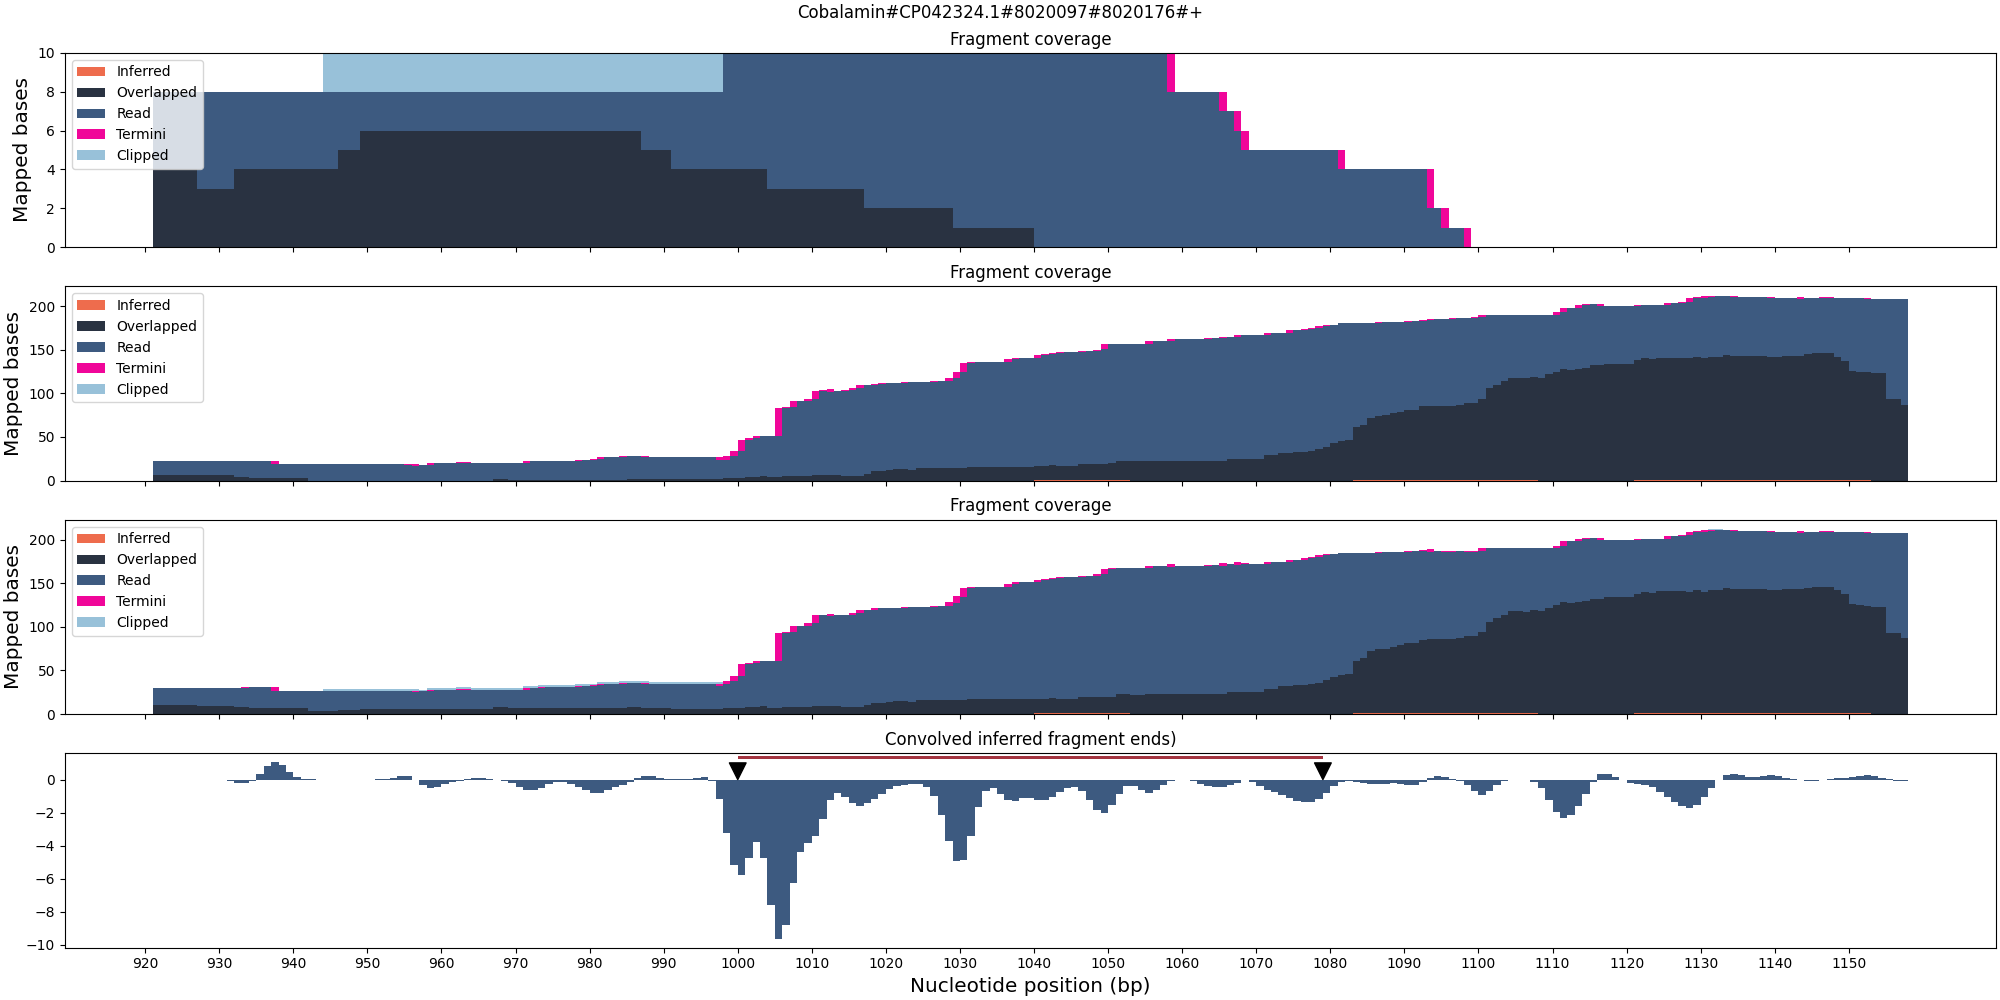 Cobalamin#CP042324.1#8020097#8020176#+
Fragment coverage
Mapped bases
10
8
6
4
2
0
Inferred
Overlapped
Read
Termini
Clipped
Fragment coverage
Mapped bases
200
150
100
50
0
Inferred
Overlapped
Read
Termini
Clipped
Fragment coverage
Mapped bases
200
150
100
50
0
Inferred
Overlapped
Read
Termini
Clipped
Convolved inferred fragment ends)
0
−2
−4
−6
−8
−10
920 930 940 950 960 970 980 990 1000 1010 1020 1030 1040 1050 1060 1070 1080 1090 1100 1110 1120 1130 1140 1150
Nucleotide position (bp)